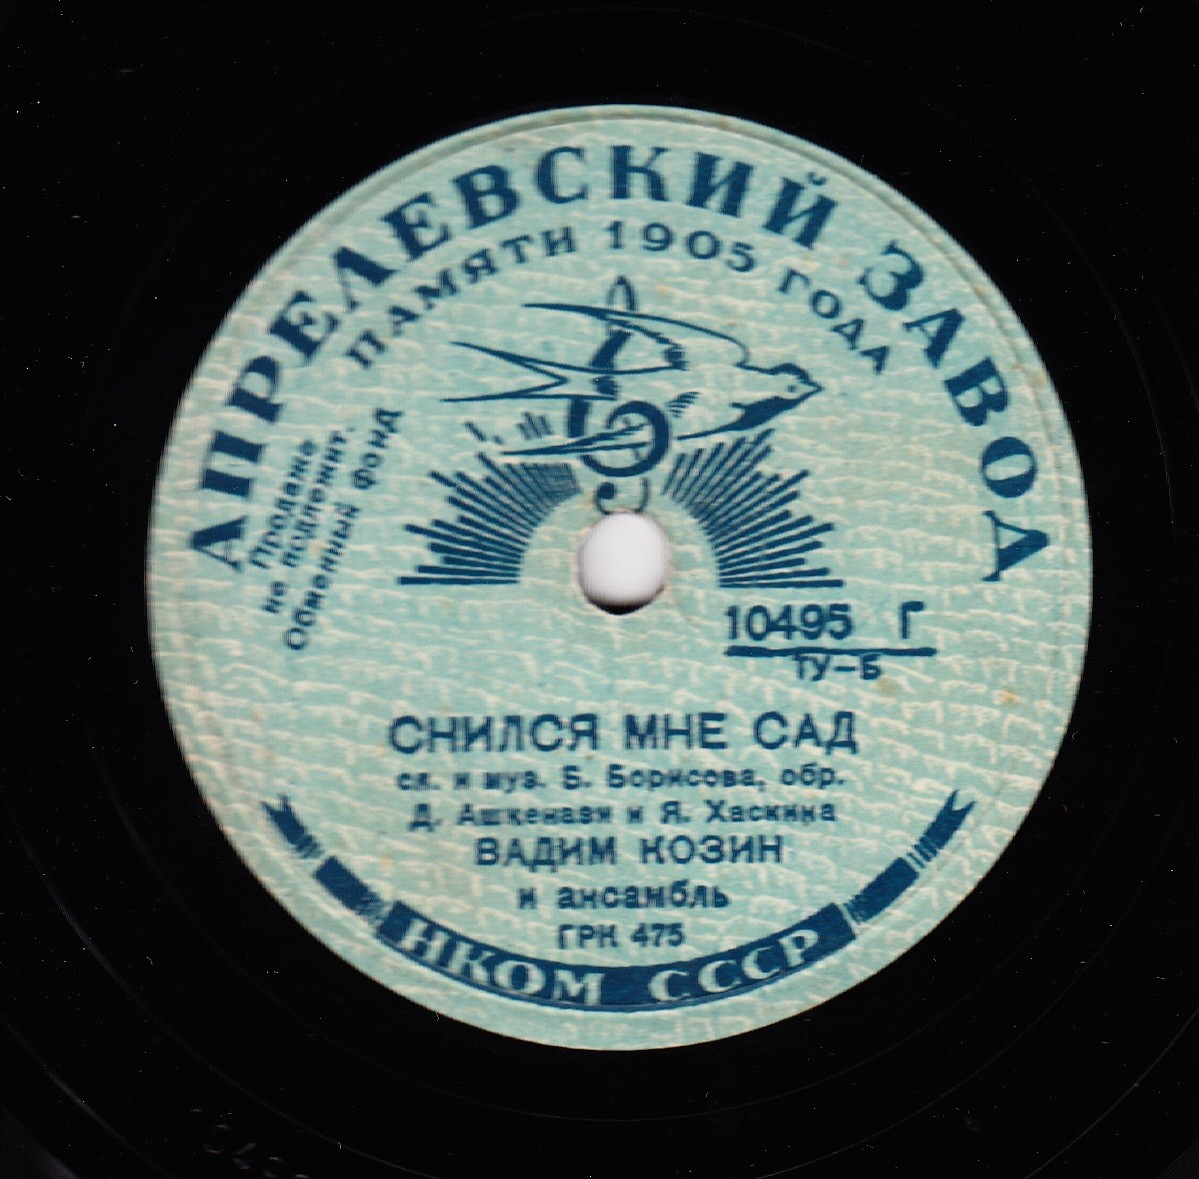 АПРЕЛЕВСКИЙ ЗАВОД
ПАМЯТИ 1905 ГОДА
Продаже
не подлежит.
Обменный фонд
10495 Г
ТУ-Б
СНИЛСЯ МНЕ САД
сл. и муз. Б. Борисова, обр.
Д. Ашкенази и Я. Хаскина
ВАДИМ КОЗИН
и ансамбль
ГРК 475
НКОМ СССР